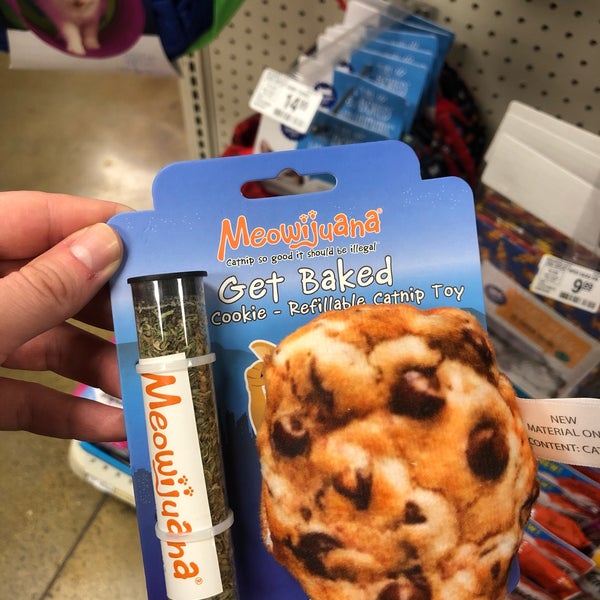 14
Meowijuana
Catnip so good it should be illegal
Get Baked
Cookie - Refillable Catnip Toy
Meowijuana®
9.99
NEW
MATERIAL ON
CONTENT: CA